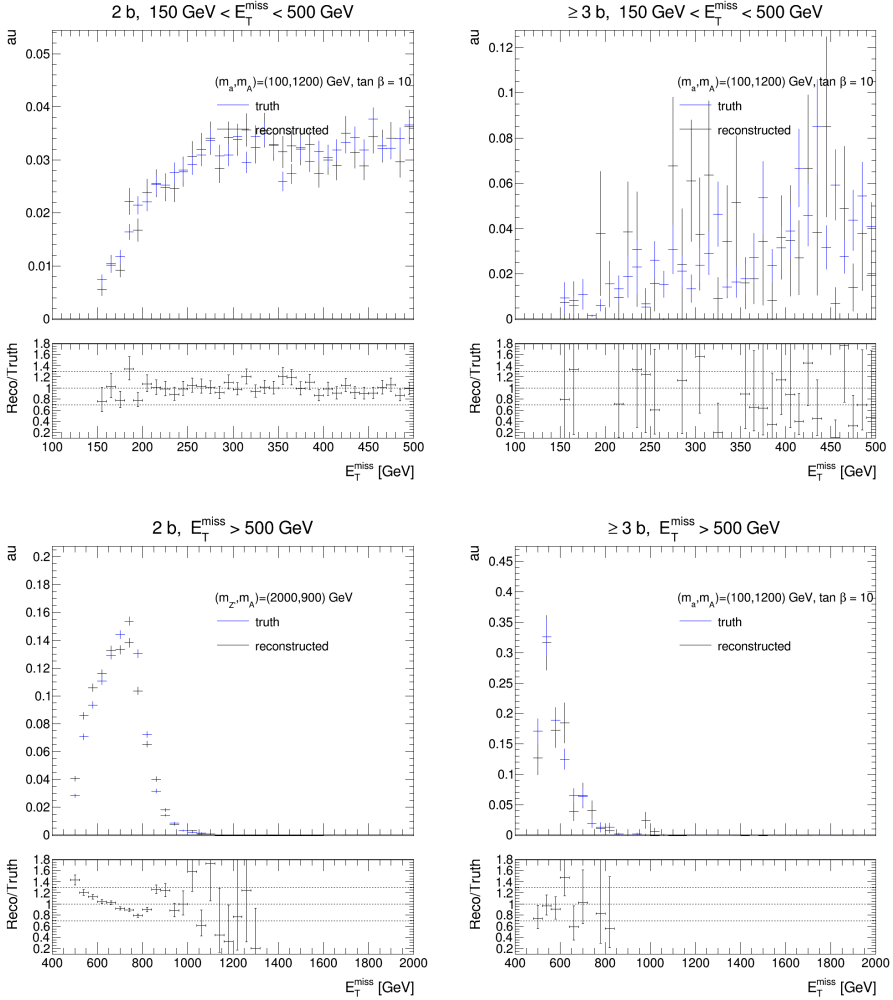 2 b, 150 GeV < E_T^miss < 500 GeV
au
0.05
0.04
0.03
0.02
0.01
0
(m_a,m_A)=(100,1200) GeV, tan β = 10
truth
reconstructed
Reco/Truth
1.8
1.6
1.4
1.2
1
0.8
0.6
0.4
0.2
100 150 200 250 300 350 400 450 500
E_T^miss [GeV]
≥ 3 b, 150 GeV < E_T^miss < 500 GeV
au
0.12
0.1
0.08
0.06
0.04
0.02
0
(m_a,m_A)=(100,1200) GeV, tan β = 10
truth
reconstructed
Reco/Truth
1.8
1.6
1.4
1.2
1
0.8
0.6
0.4
0.2
100 150 200 250 300 350 400 450 500
E_T^miss [GeV]
2 b, E_T^miss > 500 GeV
au
0.2
0.18
0.16
0.14
0.12
0.1
0.08
0.06
0.04
0.02
0
(m_Z',m_A)=(2000,900) GeV
truth
reconstructed
Reco/Truth
1.8
1.6
1.4
1.2
1
0.8
0.6
0.4
0.2
400 600 800 1000 1200 1400 1600 1800 2000
E_T^miss [GeV]
≥ 3 b, E_T^miss > 500 GeV
au
0.45
0.4
0.35
0.3
0.25
0.2
0.15
0.1
0.05
0
(m_a,m_A)=(100,1200) GeV, tan β = 10
truth
reconstructed
Reco/Truth
1.8
1.6
1.4
1.2
1
0.8
0.6
0.4
0.2
400 600 800 1000 1200 1400 1600 1800 2000
E_T^miss [GeV]